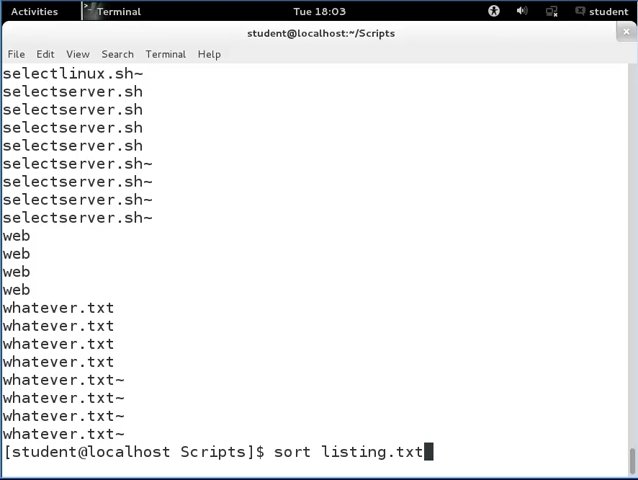 Activities Terminal Tue 18:03 student
student@localhost:~/Scripts
File Edit View Search Terminal Help
selectlinux.sh~
selectserver.sh
selectserver.sh
selectserver.sh
selectserver.sh
selectserver.sh~
selectserver.sh~
selectserver.sh~
selectserver.sh~
web
web
web
web
whatever.txt
whatever.txt
whatever.txt
whatever.txt
whatever.txt~
whatever.txt~
whatever.txt~
whatever.txt~
[student@localhost Scripts]$ sort listing.txt